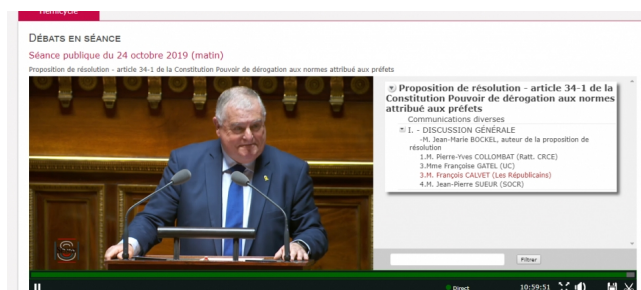 Hémicycle
DÉBATS EN SÉANCE
Séance publique du 24 octobre 2019 (matin)
Proposition de résolution - article 34-1 de la Constitution Pouvoir de dérogation aux normes attribué aux préfets
Proposition de résolution - article 34-1 de la
Constitution Pouvoir de dérogation aux normes
attribué aux préfets
Communications diverses
I. - DISCUSSION GÉNÉRALE
-M. Jean-Marie BOCKEL, auteur de la proposition de
résolution
1.M. Pierre-Yves COLLOMBAT (Ratt. CRCE)
3.Mme Françoise GATEL (UC)
3.M. François CALVET (Les Républicains)
4.M. Jean-Pierre SUEUR (SOCR)
Filtrer
Direct
10:59:51